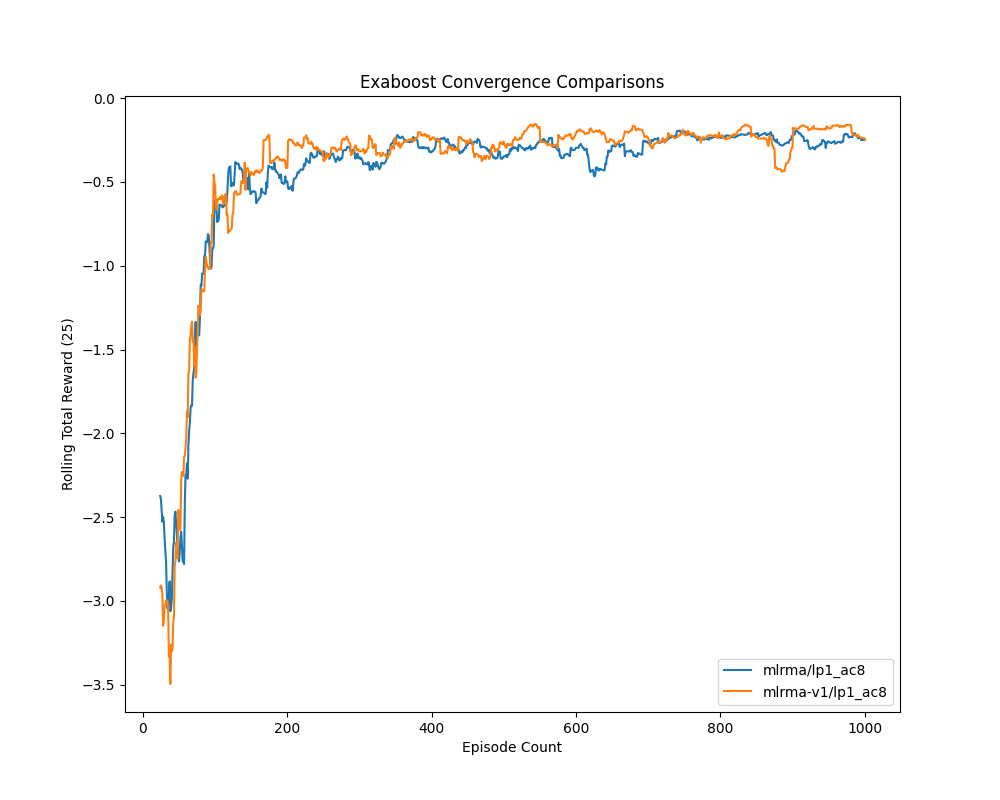 Exaboost Convergence Comparisons
0.0
−0.5
−1.0
−1.5
−2.0
−2.5
−3.0
−3.5
Rolling Total Reward (25)
mlrma/lp1_ac8
mlrma-v1/lp1_ac8
0 200 400 600 800 1000
Episode Count